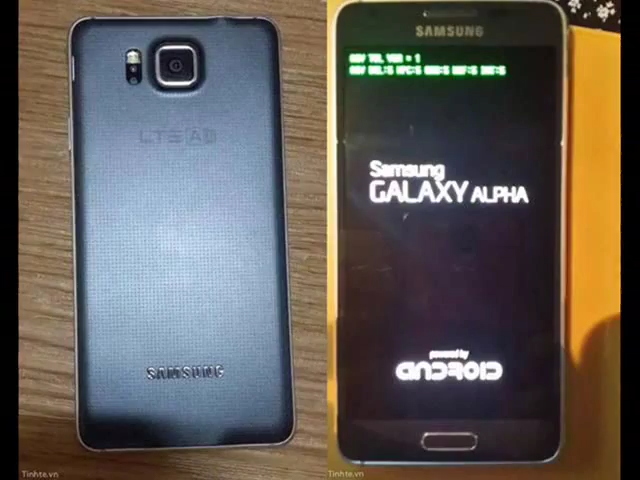 LTE A
SAMSUNG
Tinhte.vn
SAMSUNG
Samsung
GALAXY ALPHA
powered by
android
Tinhte.vn